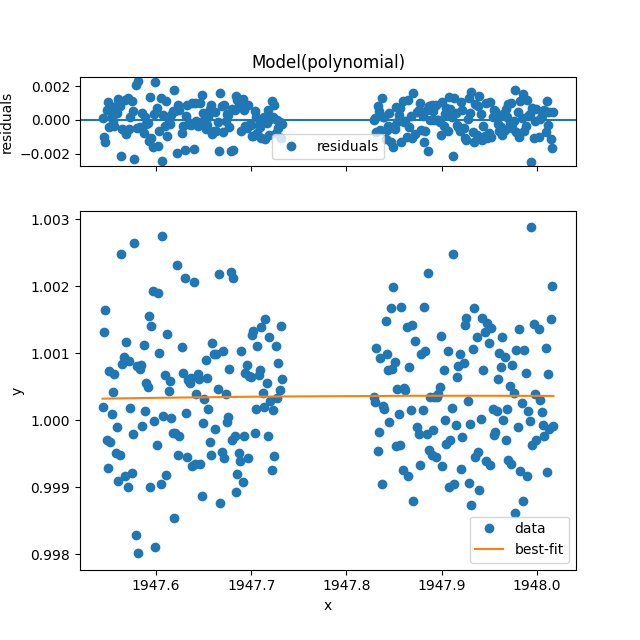 Model(polynomial)
0.002
0.000
−0.002
residuals
residuals
1.003
1.002
1.001
1.000
0.999
0.998
y
data
best-fit
1947.6 1947.7 1947.8 1947.9 1948.0
x